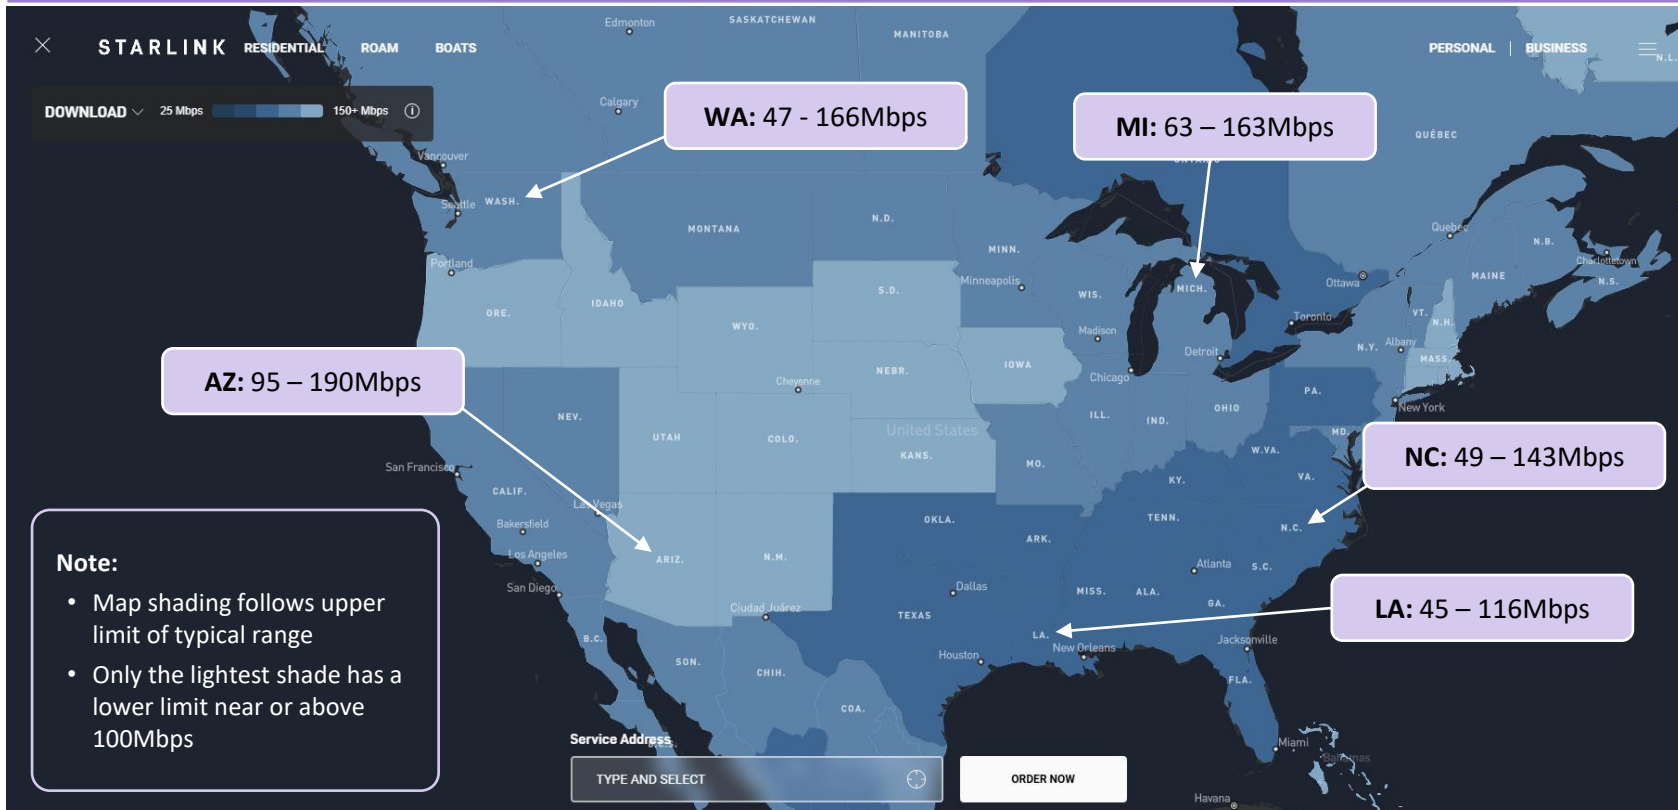 STARLINK RESIDENTIAL ROAM BOATS
PERSONAL | BUSINESS
DOWNLOAD 25 Mbps 150+ Mbps
WA: 47 - 166Mbps
MI: 63 – 163Mbps
AZ: 95 – 190Mbps
NC: 49 – 143Mbps
LA: 45 – 116Mbps
Note:
• Map shading follows upper
limit of typical range
• Only the lightest shade has a
lower limit near or above
100Mbps
Edmonton
SASKATCHEWAN
MANITOBA
N.L.
Calgary
ONTARIO
QUÉBEC
Vancouver
Seattle
WASH.
MONTANA
N.D.
MINN.
Quebec
N.B.
Charlottetown
Portland
Minneapolis
MICH.
Ottawa
MAINE
N.S.
ORE.
IDAHO
WYO.
S.D.
WIS.
Toronto
VT.
N.H.
Madison
Detroit
N.Y.
Albany
MASS.
Cheyenne
NEBR.
IOWA
Chicago
PA.
New York
NEV.
UTAH
COLO.
United States
KANS.
ILL.
IND.
OHIO
MD.
San Francisco
MO.
W.VA.
KY.
VA.
CALIF.
Las Vegas
Bakersfield
OKLA.
TENN.
N.C.
Los Angeles
ARIZ.
N.M.
ARK.
Atlanta
S.C.
San Diego
Dallas
MISS.
ALA.
GA.
Ciudad Juárez
TEXAS
B.C.
LA.
Jacksonville
SON.
Houston
New Orleans
CHIH.
FLA.
COA.
B.C.S.
Miami
Bahamas
Havana
Service Address
TYPE AND SELECT
ORDER NOW